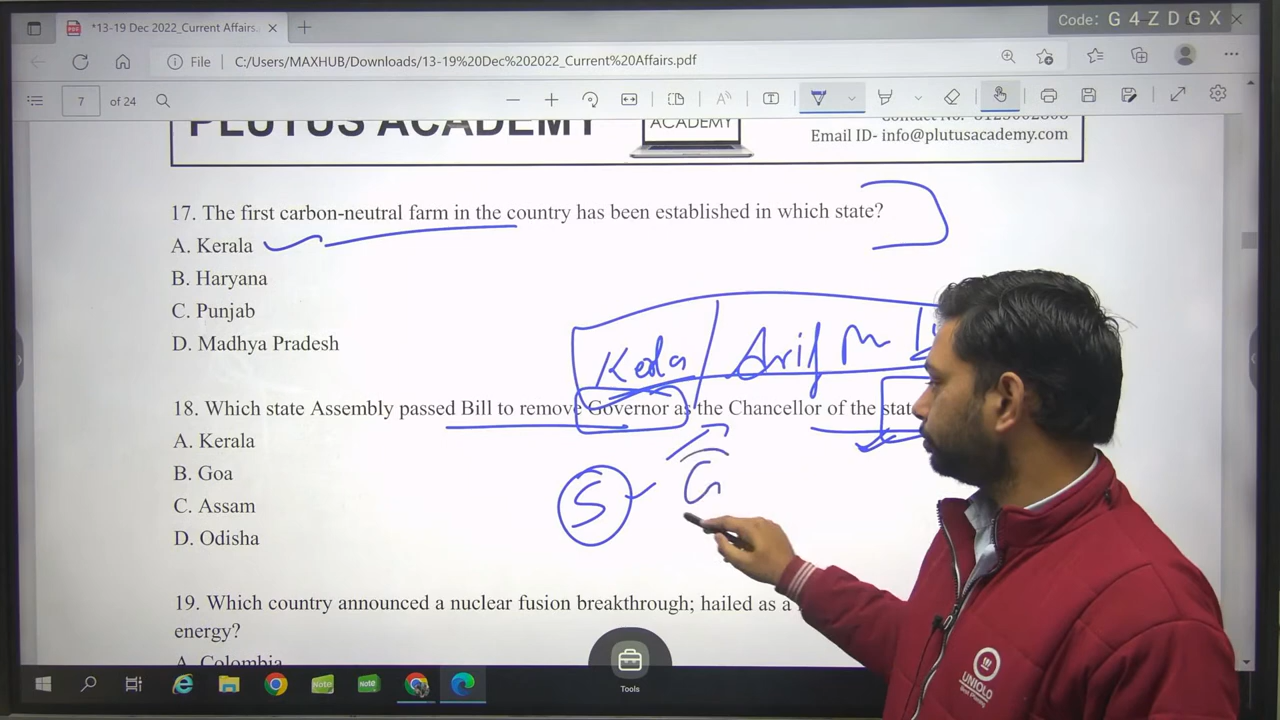 Code: G 4 - Z D G X
*13-19 Dec 2022_Current Affairs.
File
C:/Users/MAXHUB/Downloads/13-19%20Dec%202022_Current%20Affairs.pdf
7 of 24
PLUTUS ACADEMY
ACADEMY
Email ID- info@plutusacademy.com
17. The first carbon-neutral farm in the country has been established in which state?
A. Kerala
B. Haryana
C. Punjab
D. Madhya Pradesh
Kerala / Arif M
18. Which state Assembly passed Bill to remove Governor as the Chancellor of the
A. Kerala
B. Goa
C. Assam
D. Odisha
S
G
19. Which country announced a nuclear fusion breakthrough; hailed as a
energy?
A. Colombia
Tools
Note
Note
UNIQLO